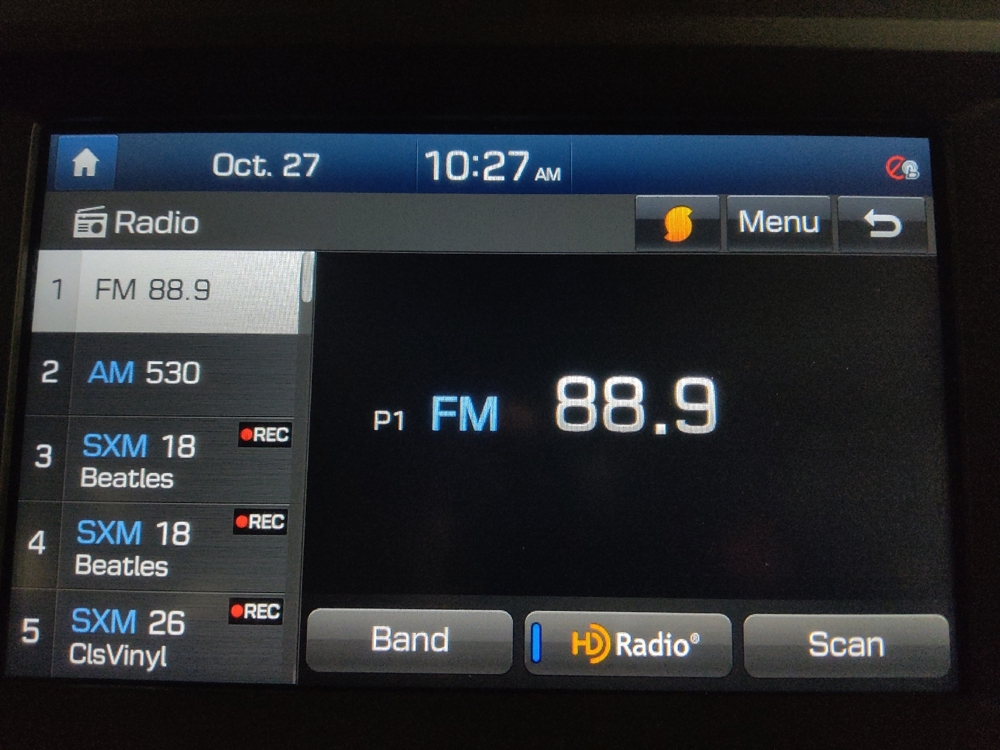 Oct. 27 10:27 AM
Radio Menu
1 FM 88.9
2 AM 530
3 SXM 18 REC
Beatles
4 SXM 18 REC
Beatles
5 SXM 26 REC
ClsVinyl
P1 FM 88.9
Band HD Radio® Scan